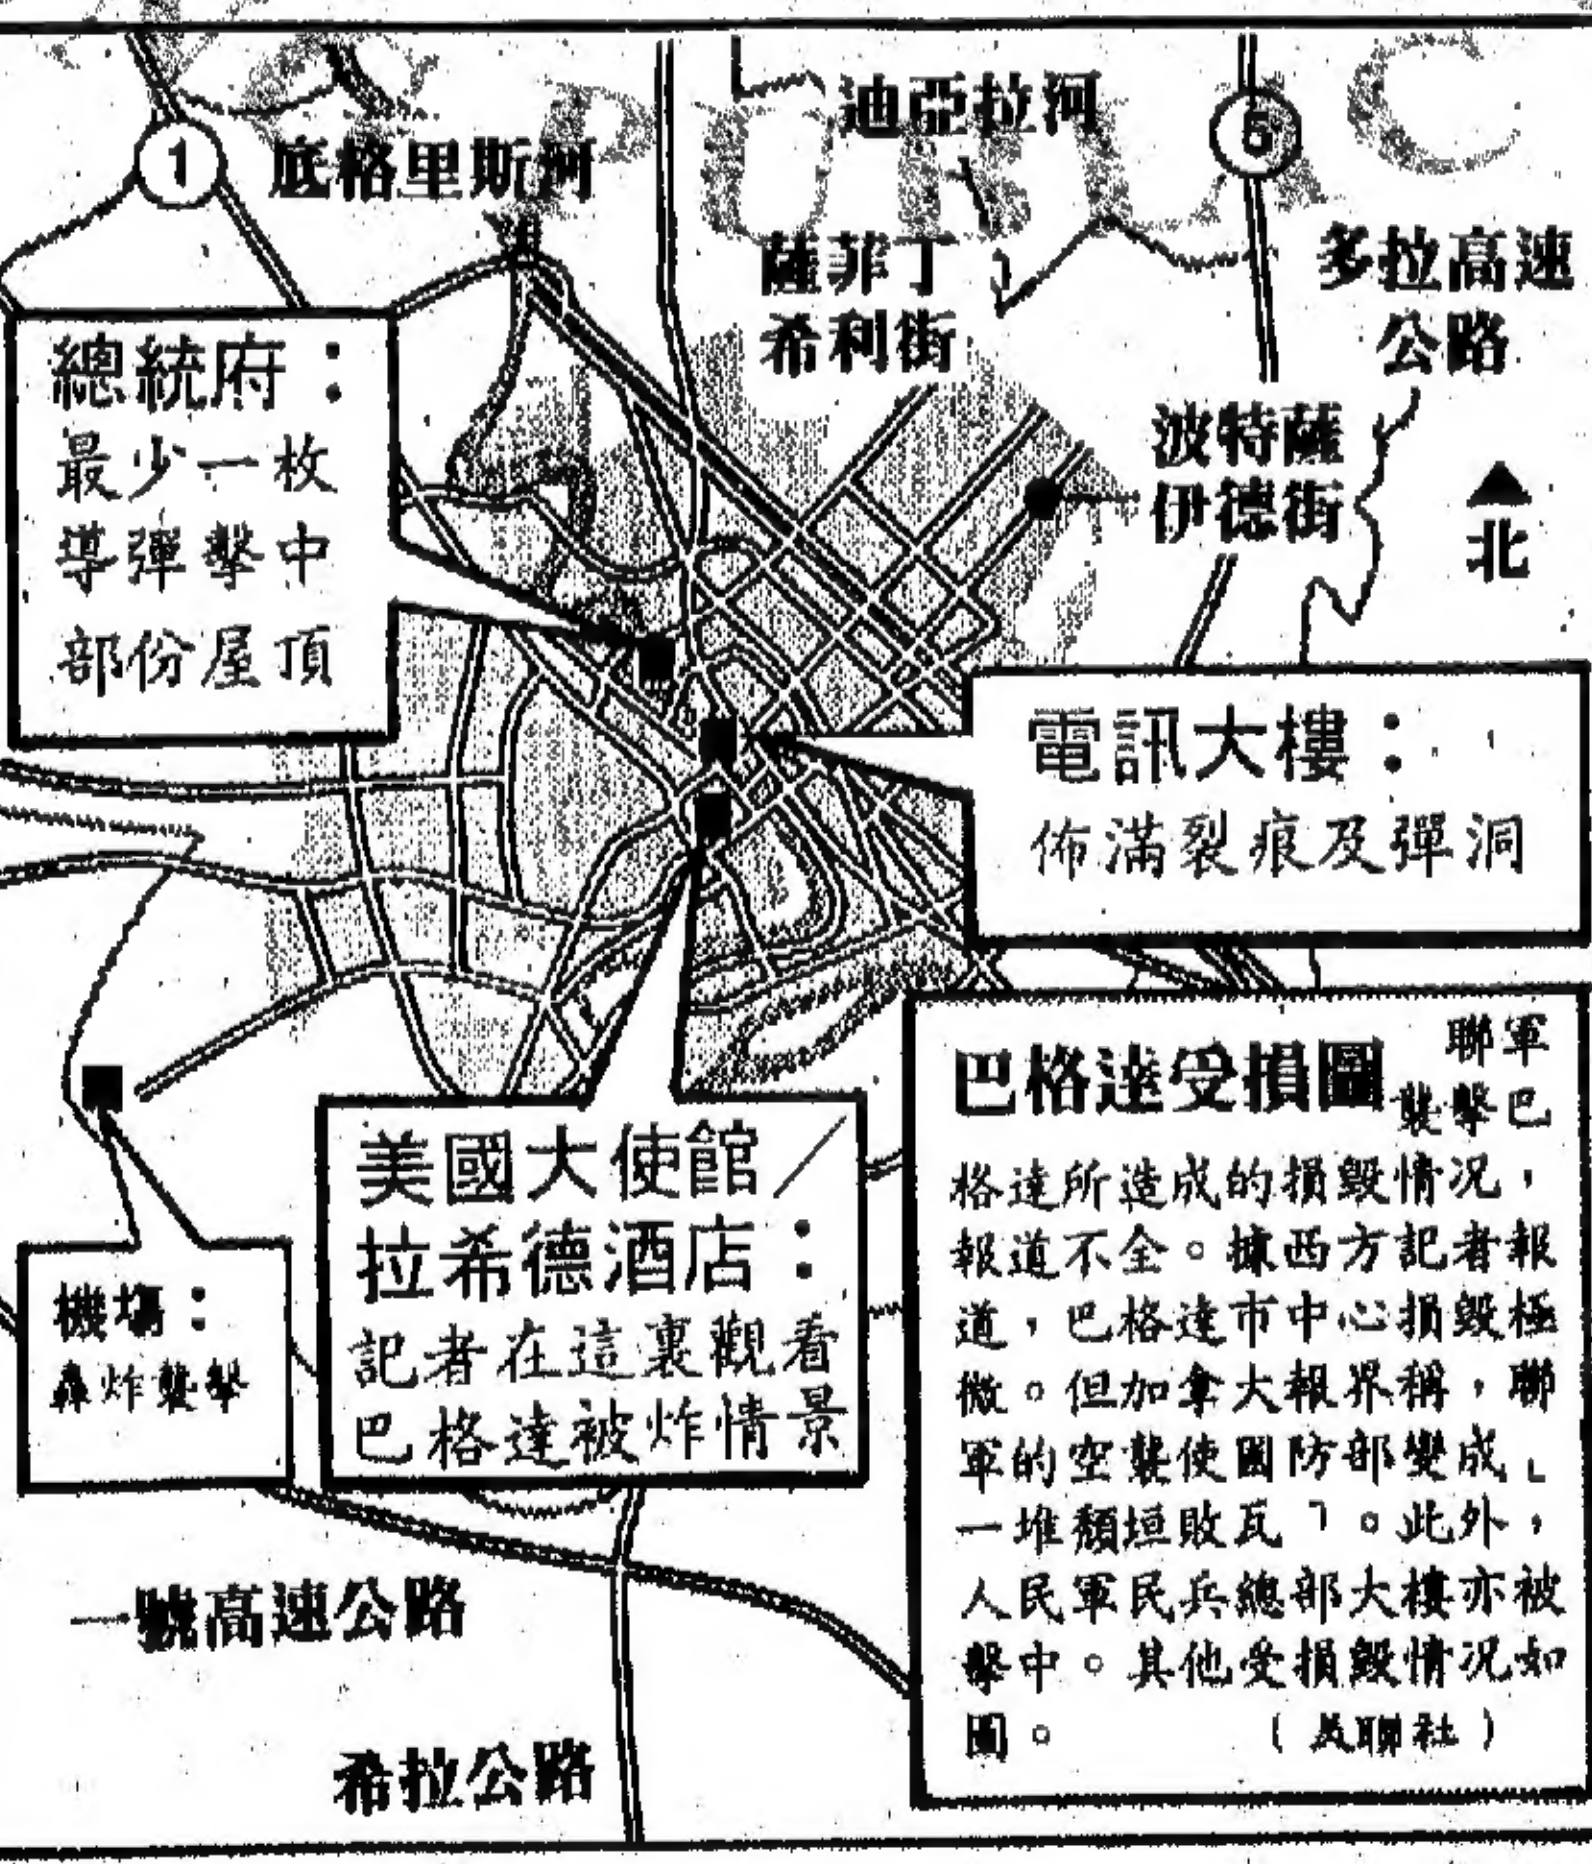 PUBLIC
迪亞拉河
5
1
底格里斯河
薩菲丁
希利街
多拉高速
公路
總統府：
最少一枚
導彈擊中
部份屋頂
波特薩
伊德街
北
電訊大樓：
佈滿裂痕及彈洞
美國大使館／
拉希德酒店：
記者在這裏觀看
巴格達被炸情景
機場：
轟炸襲擊
一號高速公路
希拉公路
巴格達受損圖
聯軍
襲擊巴
格達所造成的損毀情况，
報道不全。據西方記者報
道，巴格達市中心損毀極
微。但加拿大報界稱，聯
軍的空襲使國防部變成」
一堆頹垣敗瓦﹁。此外，
人民軍民兵總部大樓亦被
擊中。其他受損毀情况如
圖。
（美聯社）